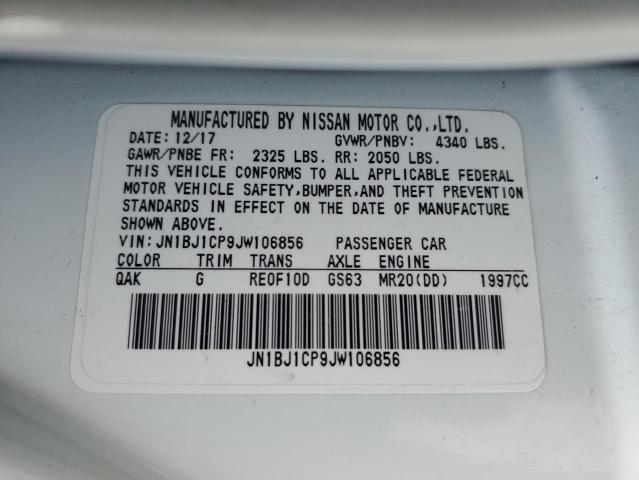 MANUFACTURED BY NISSAN MOTOR CO.,LTD.
DATE: 12/17 GVWR/PNBV: 4340 LBS.
GAWR/PNBE FR: 2325 LBS. RR: 2050 LBS.
THIS VEHICLE CONFORMS TO ALL APPLICABLE FEDERAL
MOTOR VEHICLE SAFETY,BUMPER,AND THEFT PREVENTION
STANDARDS IN EFFECT ON THE DATE OF MANUFACTURE
SHOWN ABOVE.
VIN:JN1BJ1CP9JW106856 PASSENGER CAR
COLOR TRIM TRANS AXLE ENGINE
QAK G RE0F10D GS63 MR20(DD) 1997CC
JN1BJ1CP9JW106856